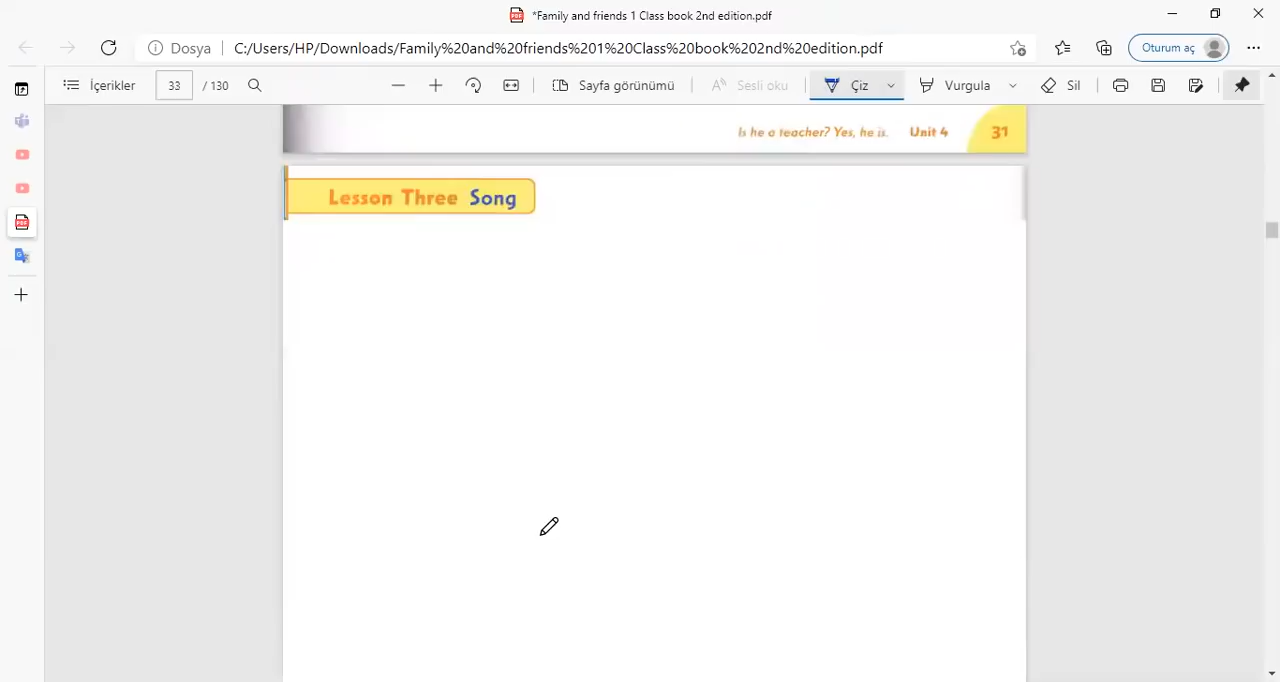 *Family and friends 1 Class book 2nd edition.pdf
Dosya C:/Users/HP/Downloads/Family%20and%20friends%201%20Class%20book%202nd%20edition.pdf Oturum aç
İçerikler 33 / 130 Sayfa görünümü Sesli oku Çiz Vurgula Sil
Is he a teacher? Yes, he is. Unit 4 31
Lesson Three Song